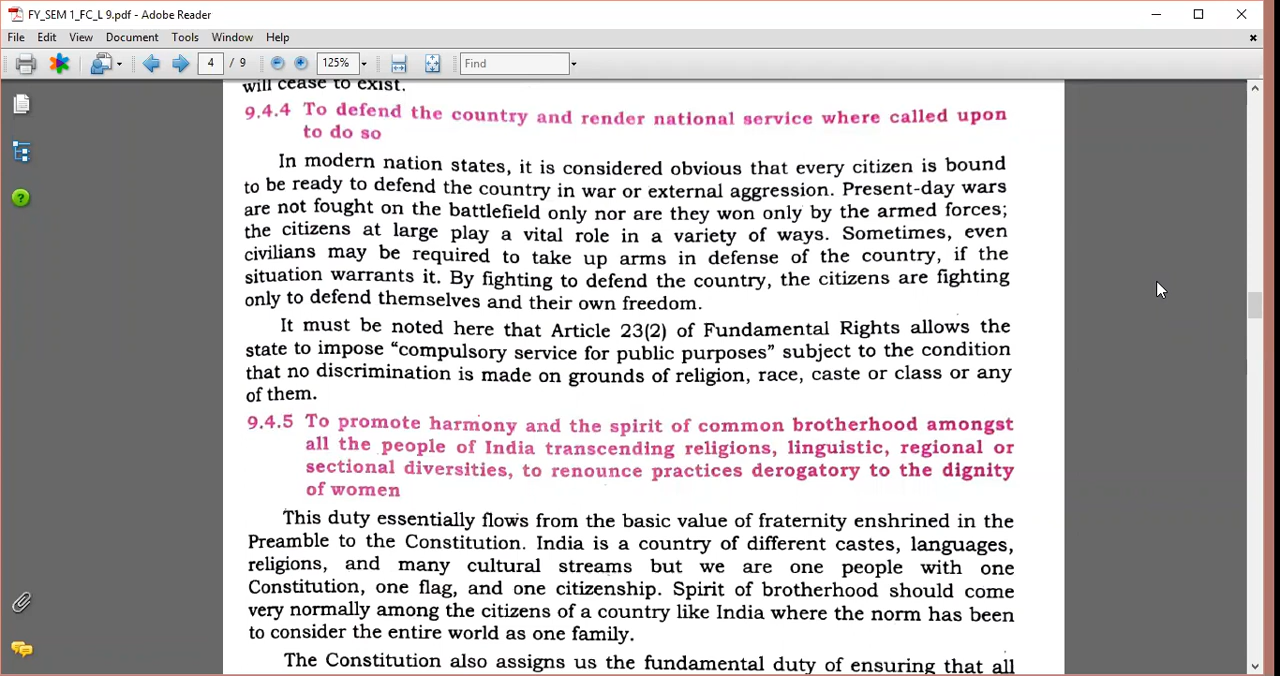 FY_SEM 1_FC_L 9.pdf - Adobe Reader
File Edit View Document Tools Window Help
4 / 9 125% Find
will cease to exist.
9.4.4 To defend the country and render national service where called upon
to do so
In modern nation states, it is considered obvious that every citizen is bound
to be ready to defend the country in war or external aggression. Present-day wars
are not fought on the battlefield only nor are they won only by the armed forces;
the citizens at large play a vital role in a variety of ways. Sometimes, even
civilians may be required to take up arms in defense of the country, if the
situation warrants it. By fighting to defend the country, the citizens are fighting
only to defend themselves and their own freedom.
It must be noted here that Article 23(2) of Fundamental Rights allows the
state to impose “compulsory service for public purposes” subject to the condition
that no discrimination is made on grounds of religion, race, caste or class or any
of them.
9.4.5 To promote harmony and the spirit of common brotherhood amongst
all the people of India transcending religions, linguistic, regional or
sectional diversities, to renounce practices derogatory to the dignity
of women
This duty essentially flows from the basic value of fraternity enshrined in the
Preamble to the Constitution. India is a country of different castes, languages,
religions, and many cultural streams but we are one people with one
Constitution, one flag, and one citizenship. Spirit of brotherhood should come
very normally among the citizens of a country like India where the norm has been
to consider the entire world as one family.
The Constitution also assigns us the fundamental duty of ensuring that all